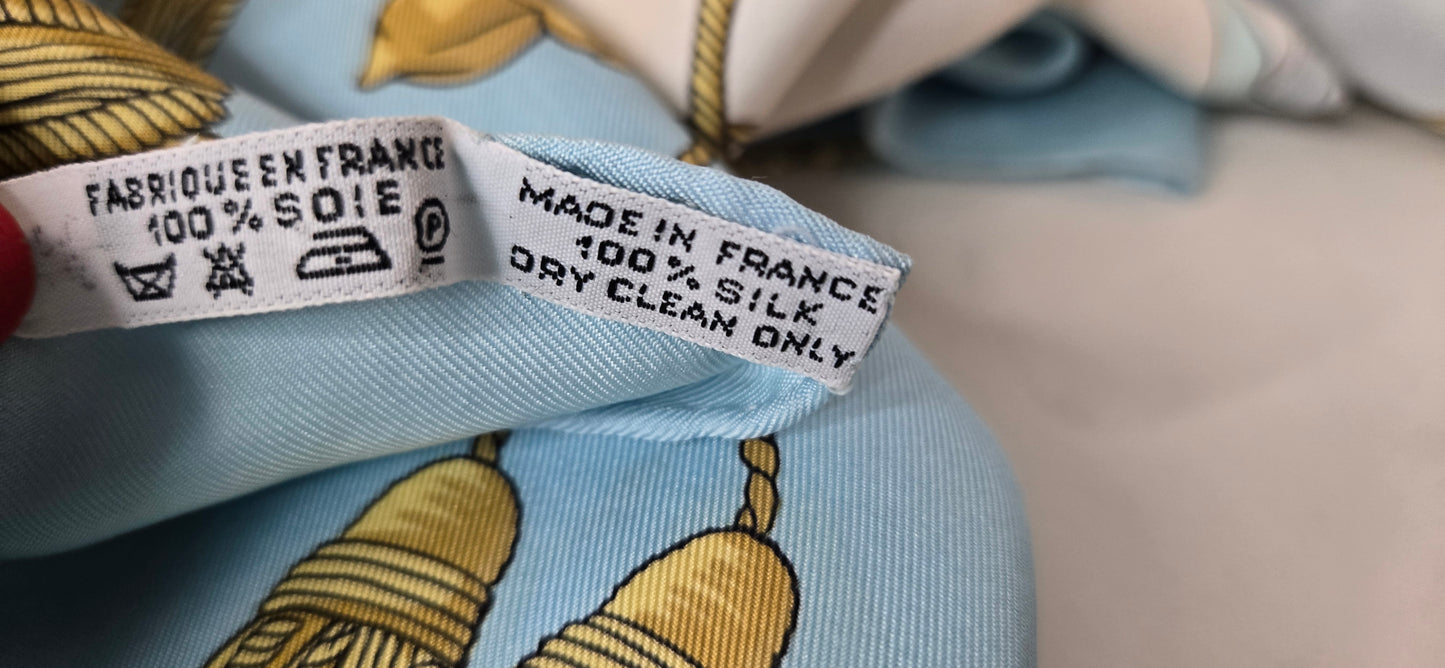 FABRIQUE EN FRANCE
100 % SOIE
P
MADE IN FRANCE
100 % SILK
DRY CLEAN ONLY